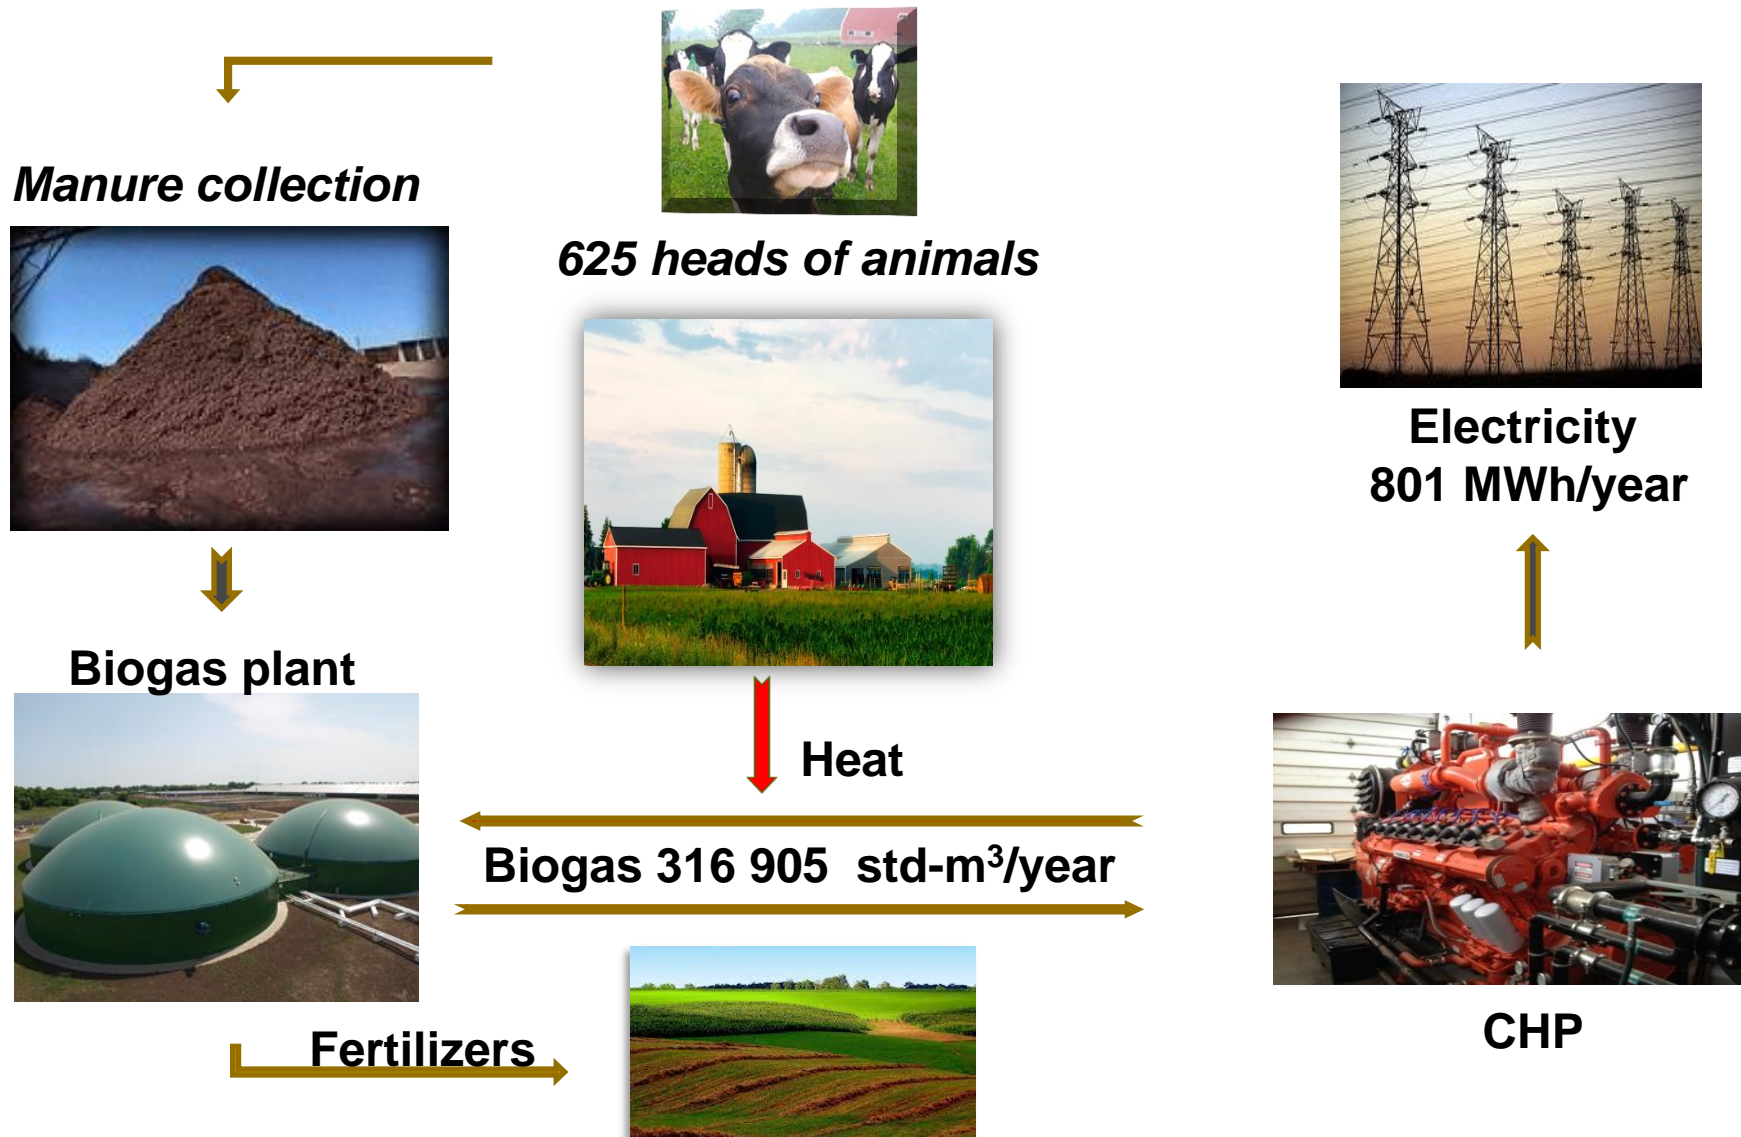 Manure collection
625 heads of animals
Electricity
801 MWh/year
Biogas plant
Heat
Biogas 316 905  std-m³/year
CHP
Fertilizers